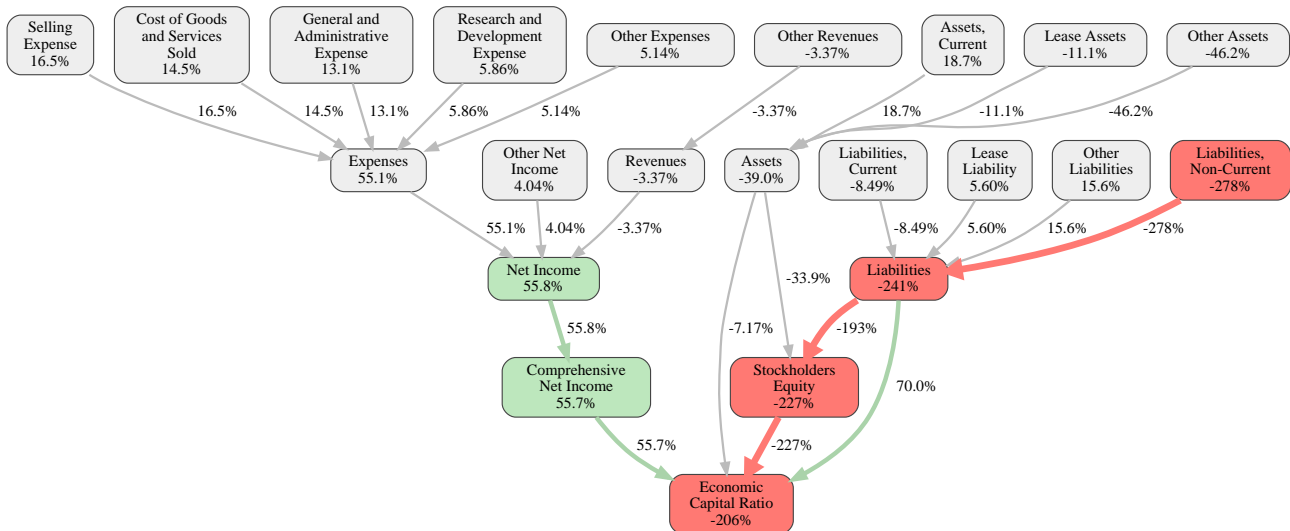 Selling
Expense
16.5%
Cost of Goods
and Services
Sold
14.5%
General and
Administrative
Expense
13.1%
Research and
Development
Expense
5.86%
Other Expenses
5.14%
Other Revenues
-3.37%
Assets,
Current
18.7%
Lease Assets
-11.1%
Other Assets
-46.2%
16.5%
14.5%
13.1%
5.86%
5.14%
-3.37%
18.7%
-11.1%
-46.2%
Expenses
55.1%
Other Net
Income
4.04%
Revenues
-3.37%
Assets
-39.0%
Liabilities,
Current
-8.49%
Lease
Liability
5.60%
Other
Liabilities
15.6%
Liabilities,
Non-Current
-278%
55.1%
4.04%
-3.37%
-8.49%
5.60%
15.6%
-278%
Net Income
55.8%
-33.9%
Liabilities
-241%
55.8%
-7.17%
-193%
Comprehensive
Net Income
55.7%
Stockholders
Equity
-227%
70.0%
55.7%
-227%
Economic
Capital Ratio
-206%